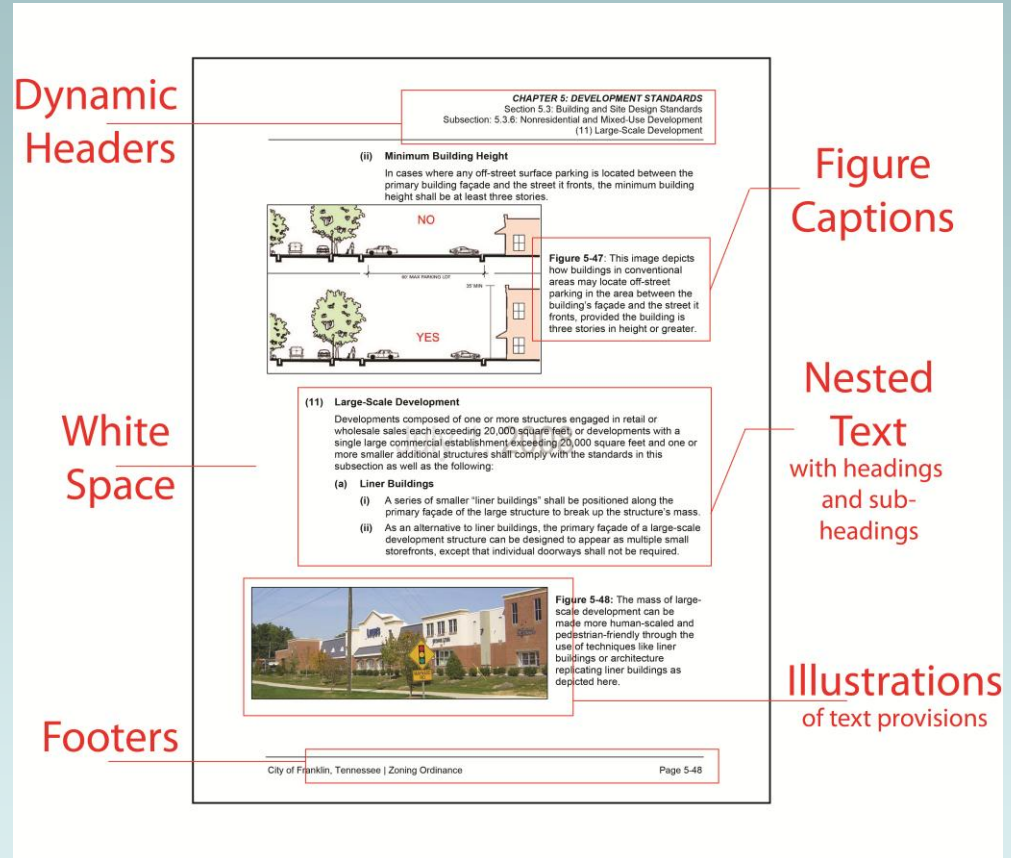 Dynamic
Headers
CHAPTER 5: DEVELOPMENT STANDARDS
Section 5.3: Building and Site Design Standards
Subsection: 5.3.6: Nonresidential and Mixed-Use Development
(11) Large-Scale Development
(ii) Minimum Building Height
In cases where any off-street surface parking is located between the
primary building façade and the street it fronts, the minimum building
height shall be at least three stories.
Figure
Captions
NO
60' MAX PARKING LOT
35' MIN
YES
Figure 5-47: This image depicts
how buildings in conventional
areas may locate off-street
parking in the area between the
building's façade and the street it
fronts, provided the building is
three stories in height or greater.
White
Space
(11) Large-Scale Development
Developments composed of one or more structures engaged in retail or
wholesale sales each exceeding 20,000 square feet, or developments with a
single large commercial establishment exceeding 20,000 square feet and one or
more smaller additional structures shall comply with the standards in this
subsection as well as the following:
2008
(a) Liner Buildings
(i) A series of smaller “liner buildings” shall be positioned along the
primary façade of the large structure to break up the structure's mass.
(ii) As an alternative to liner buildings, the primary façade of a large-scale
development structure can be designed to appear as multiple small
storefronts, except that individual doorways shall not be required.
Nested
Text
with headings
and sub-
headings
Figure 5-48: The mass of large-
scale development can be
made more human-scaled and
pedestrian-friendly through the
use of techniques like liner
buildings or architecture
replicating liner buildings as
depicted here.
Illustrations
of text provisions
Footers
City of Franklin, Tennessee | Zoning Ordinance Page 5-48